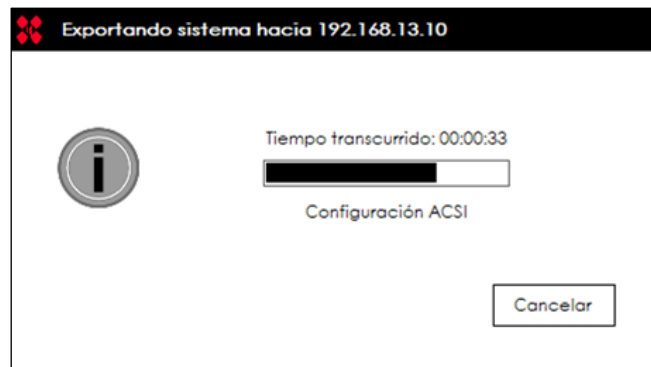 Exportando sistema hacia 192.168.13.10
Tiempo transcurrido: 00:00:33
Configuración ACSI
Cancelar